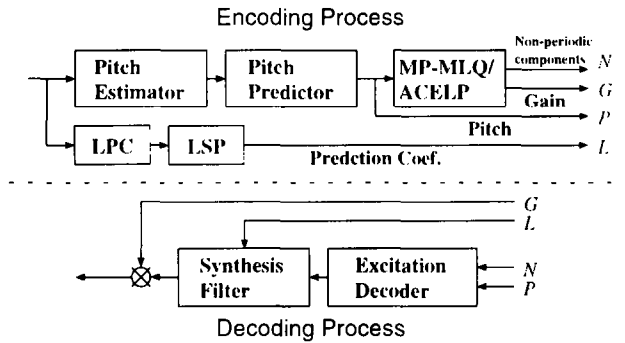 Encoding Process
Non-periodic
components
N
Pitch
Estimator
Pitch
Predictor
MP-MLQ/
ACELP
G
Gain
P
Pitch
LPC
LSP
L
Predction Coef.
G
L
Synthesis
Filter
Excitation
Decoder
N
P
Decoding Process